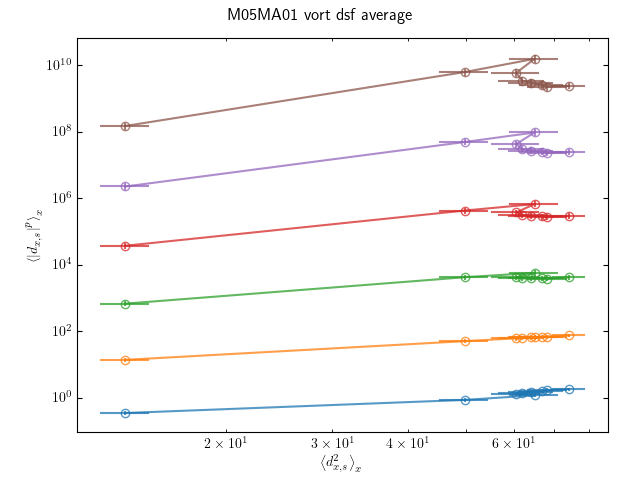 M05MA01 vort dsf average
10^10
10^8
10^6
10^4
10^2
10^0
⟨|d_{x,s}|^p⟩_x
2 × 10^1
3 × 10^1
4 × 10^1
6 × 10^1
⟨d_{x,s}^2⟩_x